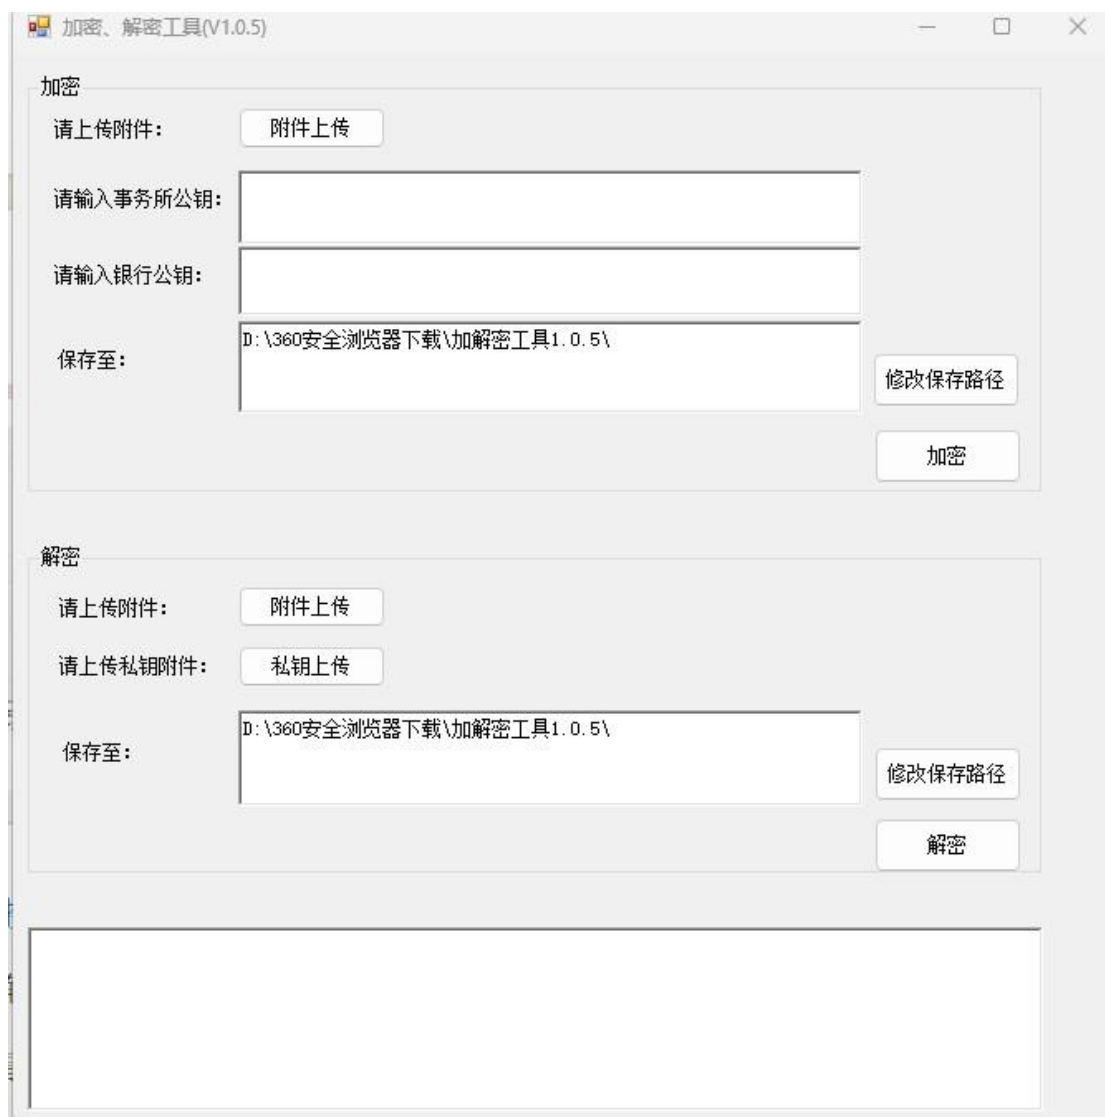 加密、解密工具(V1.0.5)
加密
请上传附件：
附件上传
请输入事务所公钥：
请输入银行公钥：
保存至：
D:\360安全浏览器下载\加解密工具1.0.5\
修改保存路径
加密
解密
请上传附件：
附件上传
请上传私钥附件：
私钥上传
保存至：
D:\360安全浏览器下载\加解密工具1.0.5\
修改保存路径
解密